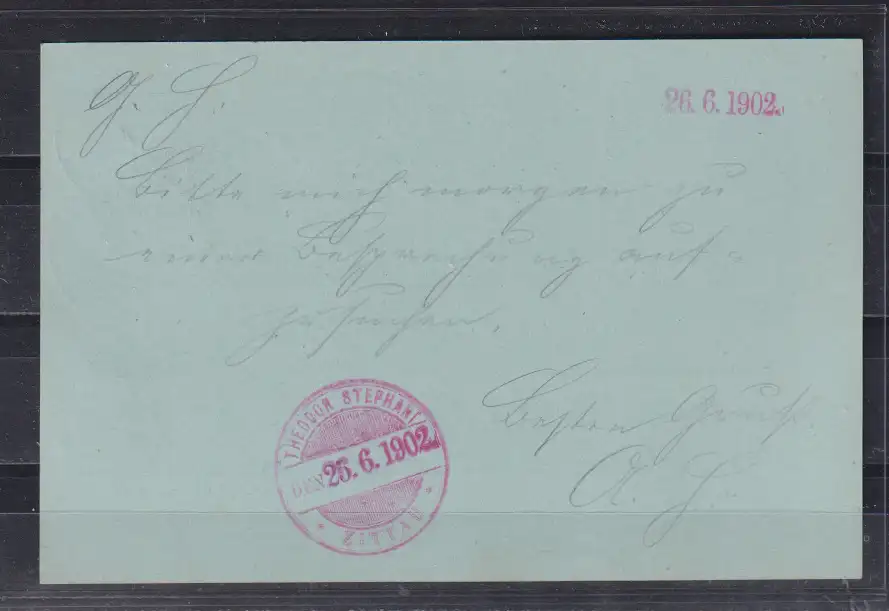 26. 6. 1902.
G. H.
Bitte mich morgen zu
einer Besprechung auf-
zusuchen.
Besten Gruß
A. H.
THEODOR STEPHANI
DEN 25. 6. 1902.
* ZITTAU *